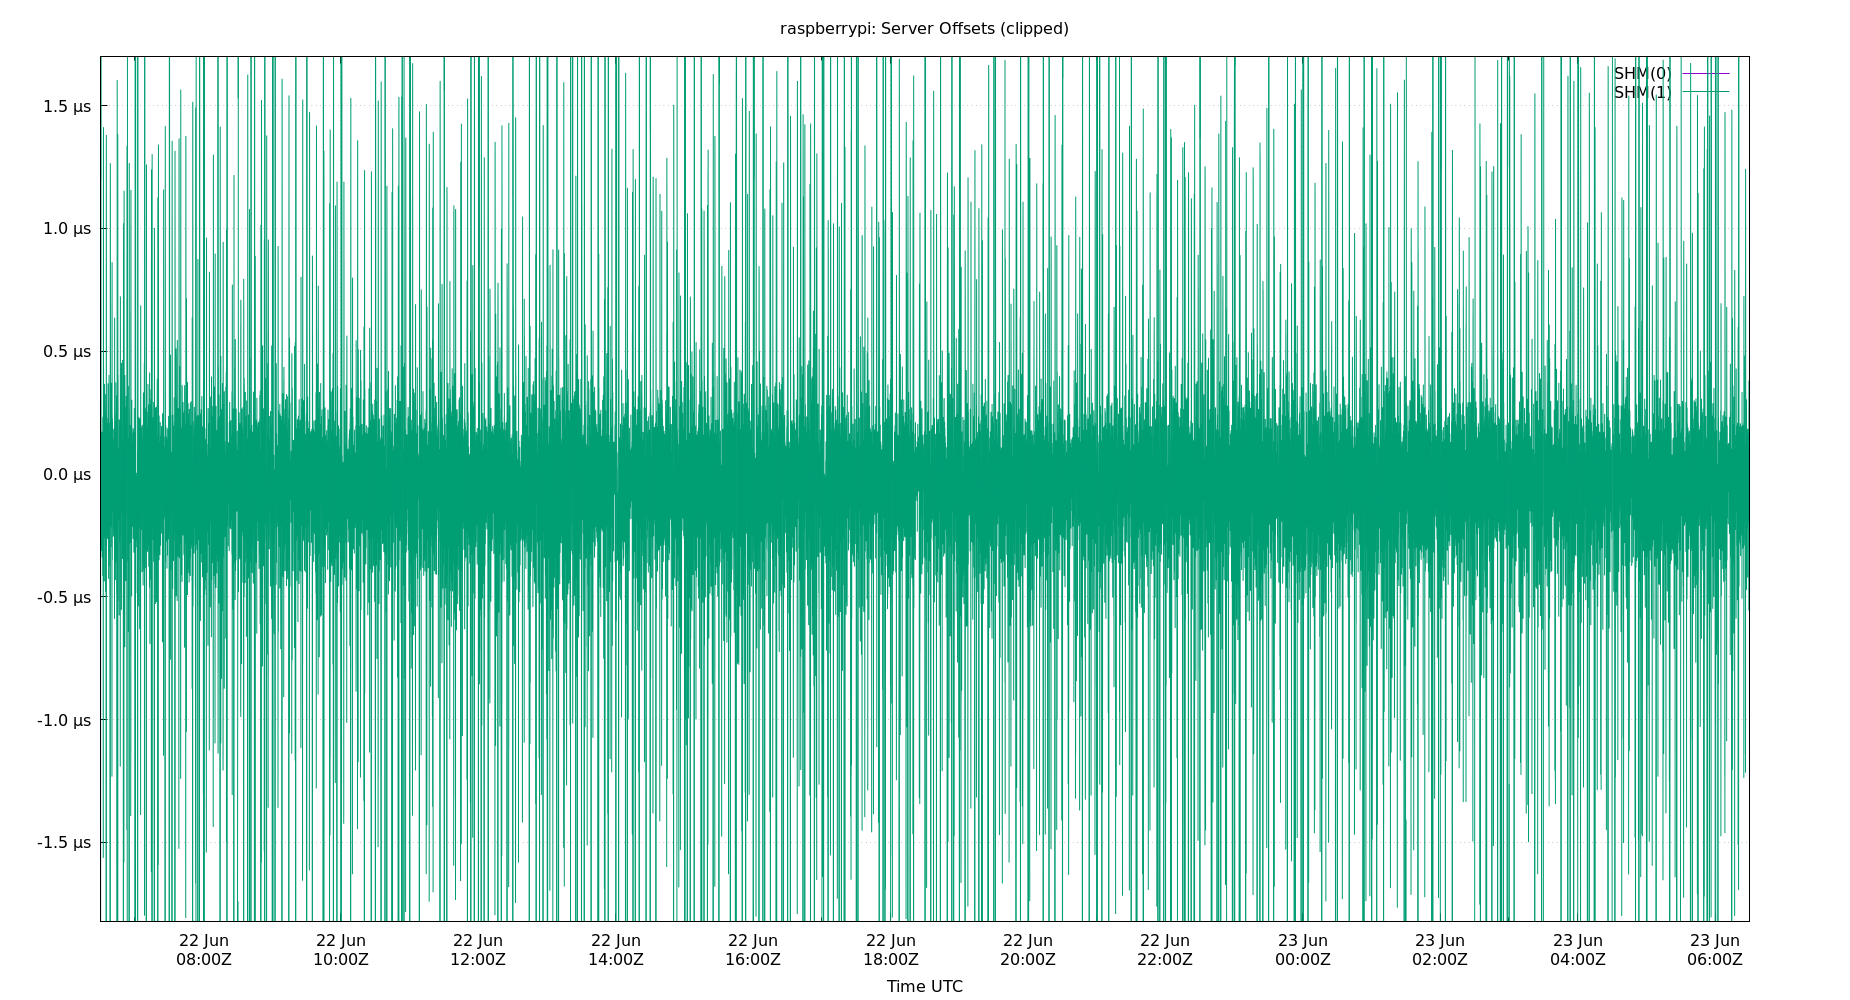 raspberrypi: Server Offsets (clipped)
SHM(0)
SHM(1)
1.5 µs
1.0 µs
0.5 µs
0.0 µs
-0.5 µs
-1.0 µs
-1.5 µs
22 Jun 22 Jun 22 Jun 22 Jun 22 Jun 22 Jun 22 Jun 22 Jun 23 Jun 23 Jun 23 Jun 23 Jun
08:00Z 10:00Z 12:00Z 14:00Z 16:00Z 18:00Z 20:00Z 22:00Z 00:00Z 02:00Z 04:00Z 06:00Z
Time UTC